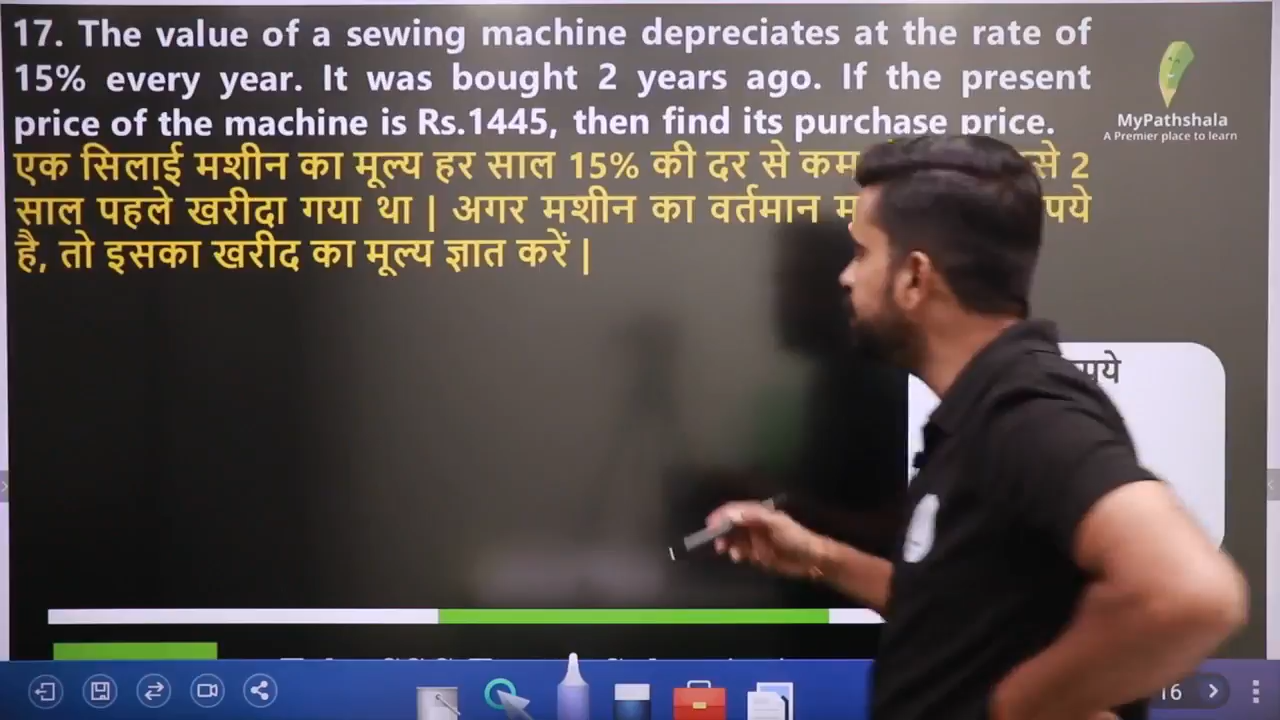 17. The value of a sewing machine depreciates at the rate of
15% every year. It was bought 2 years ago. If the present
price of the machine is Rs.1445, then find its purchase price.
MyPathshala
A Premier place to learn
एक सिलाई मशीन का मूल्य हर साल 15% की दर से कम से 2
साल पहले खरीदा गया था | अगर मशीन का वर्तमान
है, तो इसका खरीद का मूल्य ज्ञात करें |
16